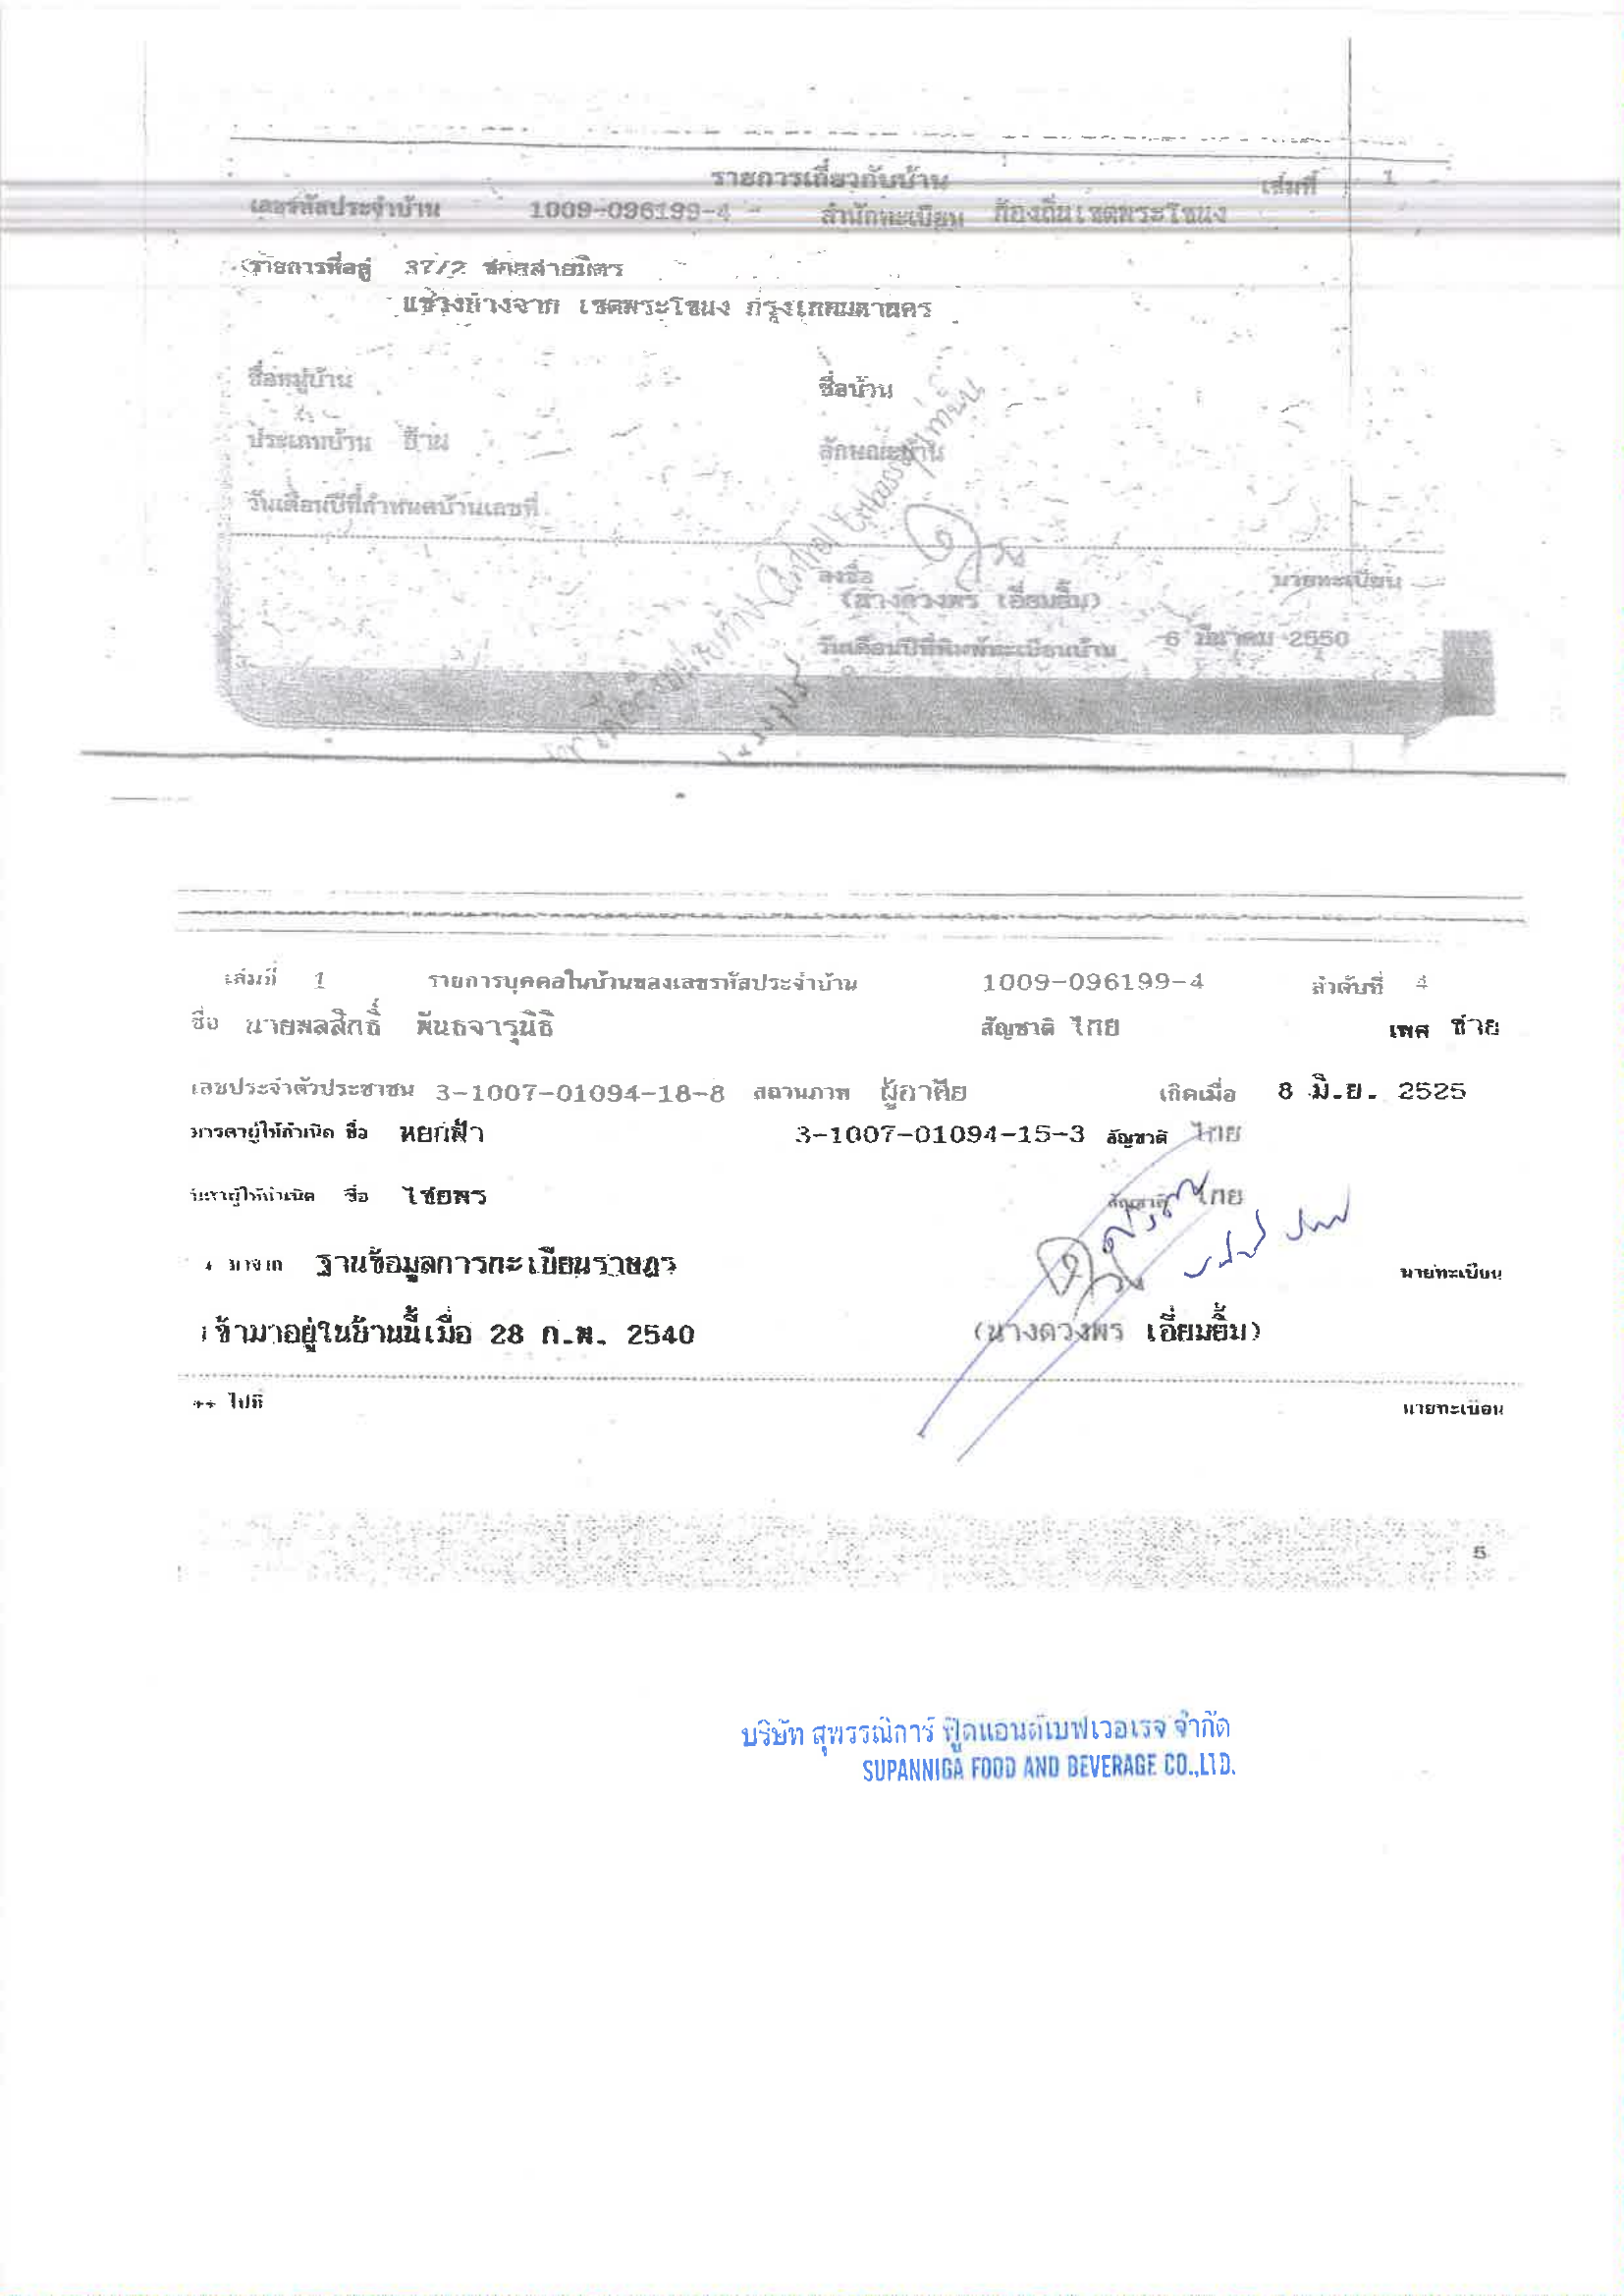 รายการเกี่ยวกับบ้าน เล่มที่ 1
เลขรหัสประจำบ้าน 1009-096199-4 สำนักทะเบียน ท้องถิ่นเขตพระโขนง
รายการที่อยู่ 37/2 ซอยสายมิตร
แขวงบางจาก เขตพระโขนง กรุงเทพมหานคร
ชื่อหมู่บ้าน ชื่อบ้าน
ประเภทบ้าน บ้าน ลักษณะบ้าน
วันเดือนปีที่กำหนดบ้านเลขที่
ลงชื่อ นายทะเบียน
(นางดวงพร เอี่ยมยิ้ม)
วันเดือนปีที่พิมพ์ทะเบียนบ้าน 6 มีนาคม 2550
เล่มที่ 1 รายการบุคคลในบ้านของเลขรหัสประจำบ้าน 1009-096199-4 ลำดับที่ 4
ชื่อ นายพลสิทธิ์ พันธจารุนิธิ สัญชาติ ไทย เพศ ชาย
เลขประจำตัวประชาชน 3-1007-01094-18-8 สถานภาพ ผู้อาศัย เกิดเมื่อ 8 มิ.ย. 2525
มารดาผู้ให้กำเนิด ชื่อ หยกฟ้า 3-1007-01094-15-3 สัญชาติ ไทย
บิดาผู้ให้กำเนิด ชื่อ ไชยพร สัญชาติ ไทย
* มาจาก ฐานข้อมูลการทะเบียนราษฎร นายทะเบียน
เข้ามาอยู่ในบ้านนี้เมื่อ 28 ก.พ. 2540 (นางดวงพร เอี่ยมยิ้ม)
** ไปที่ นายทะเบียน
5
บริษัท สุพรรณิการ์ ฟู้ดแอนด์เบฟเวอเรจ จำกัด
SUPANNIGA FOOD AND BEVERAGE CO.,LTD.